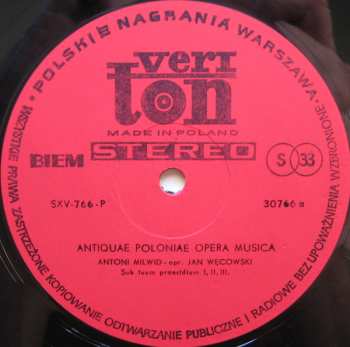 POLSKIE NAGRANIA WARSZAWA
veri
ton
MADE IN POLAND
BIEM STEREO S 33
SXV-766-P 30766 a
ANTIQUAE POLONIAE OPERA MUSICA
ANTONI MILWID - opr. JAN WĘCOWSKI
Sub tuum praesidium I, II, III.
WSZYSTKIE PRAWA ZASTRZEŻONE KOPIOWANIE ODTWARZANIE PUBLICZNE I RADIOWE BEZ UPOWAŻNIENIA WZBRONIONE